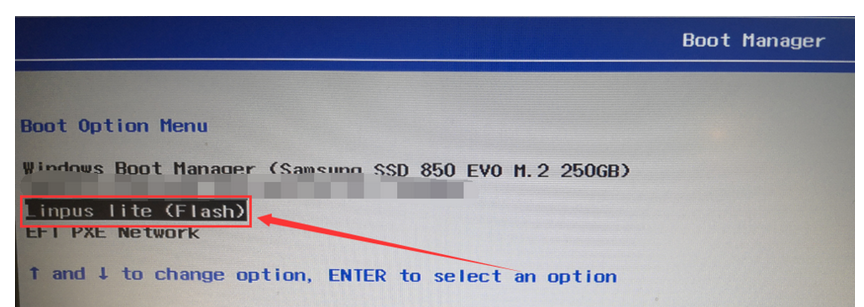 Boot Manager
Boot Option Menu
Windows Boot Manager (Samsung SSD 850 EVO M.2 250GB)
Linpus lite (Flash)
EFI PXE Network
↑ and ↓ to change option, ENTER to select an option